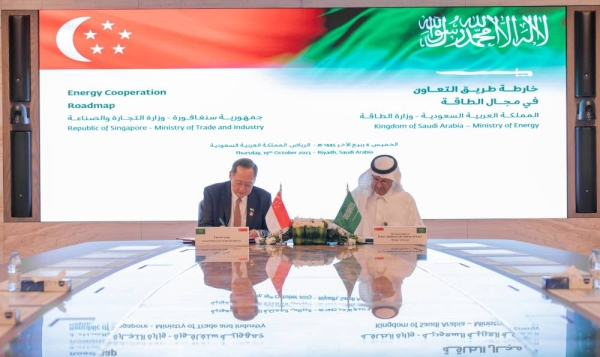 لا إله إلا الله محمد رسول الله
Energy Cooperation
Roadmap
جمهورية سنغافورة - وزارة التجارة والصناعة
Republic of Singapore - Ministry of Trade and Industry
خارطة طريق التعاون
في مجال الطاقة
المملكة العربية السعودية - وزارة الطاقة
Kingdom of Saudi Arabia - Ministry of Energy
الخميس 4 ربيع الآخر 1445 هـ - الرياض، المملكة العربية السعودية
Thursday, 19th October 2023 - Riyadh, Saudi Arabia